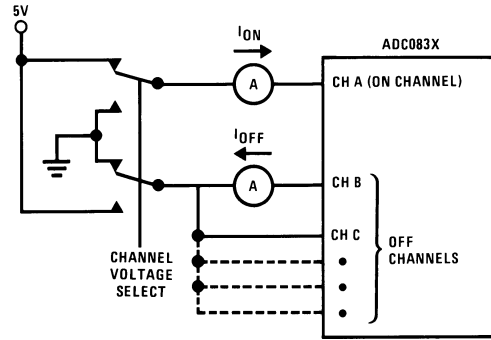 5V
ION
ADC083X
A
CH A (ON CHANNEL)
IOFF
A
CH B
CH C
OFF
CHANNELS
CHANNEL
VOLTAGE
SELECT